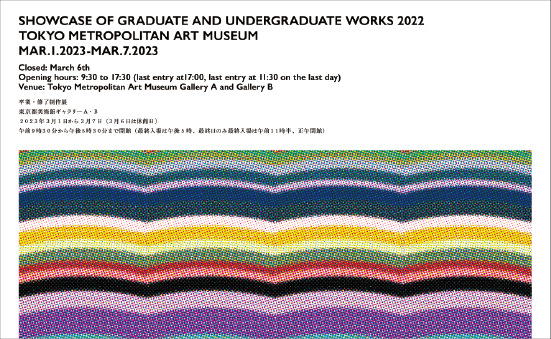 SHOWCASE OF GRADUATE AND UNDERGRADUATE WORKS 2022
TOKYO METROPOLITAN ART MUSEUM
MAR.1.2023-MAR.7.2023
Closed: March 6th
Opening hours: 9:30 to 17:30 (last entry at17:00, last entry at 11:30 on the last day)
Venue: Tokyo Metropolitan Art Museum Gallery A and Gallery B
卒業・修了制作展
東京都美術館ギャラリーA・B
2023年3月1日から3月7日（3月6日は休館日）
午前9時30分から午後5時30分まで開館（最終入場は午後5時、最終日のみ最終入場は午前11時半、正午閉館）